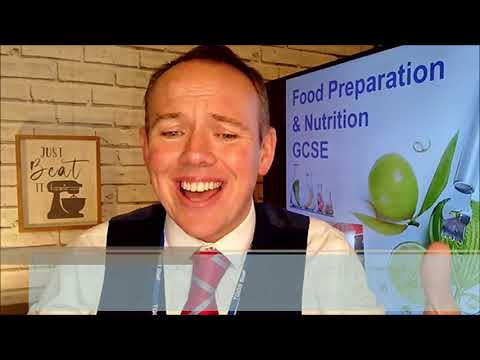 JUST
Beat
IT
Food Preparation
& Nutrition
GCSE